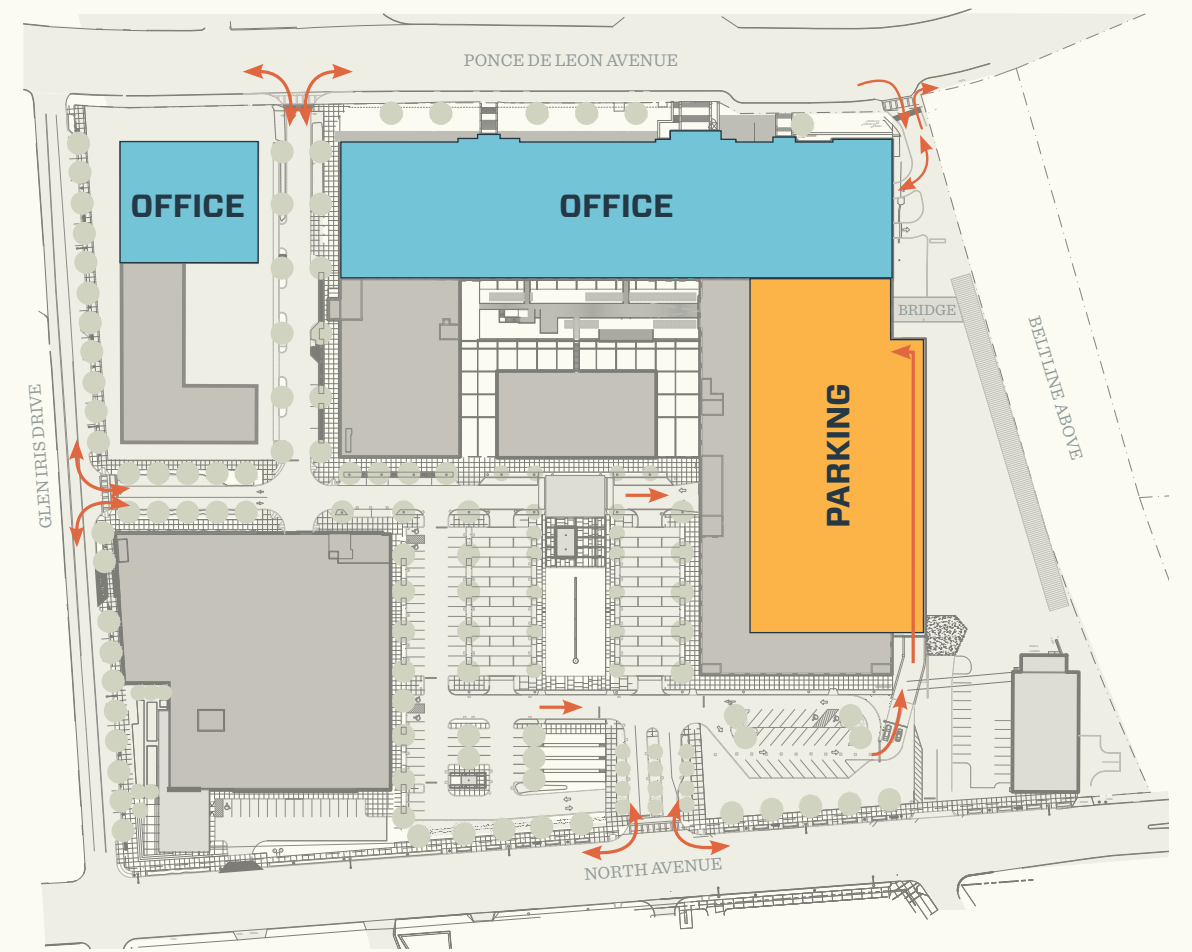 PONCE DE LEON AVENUE
OFFICE
OFFICE
BRIDGE
BELTLINE ABOVE
GLEN IRIS DRIVE
PARKING
NORTH AVENUE